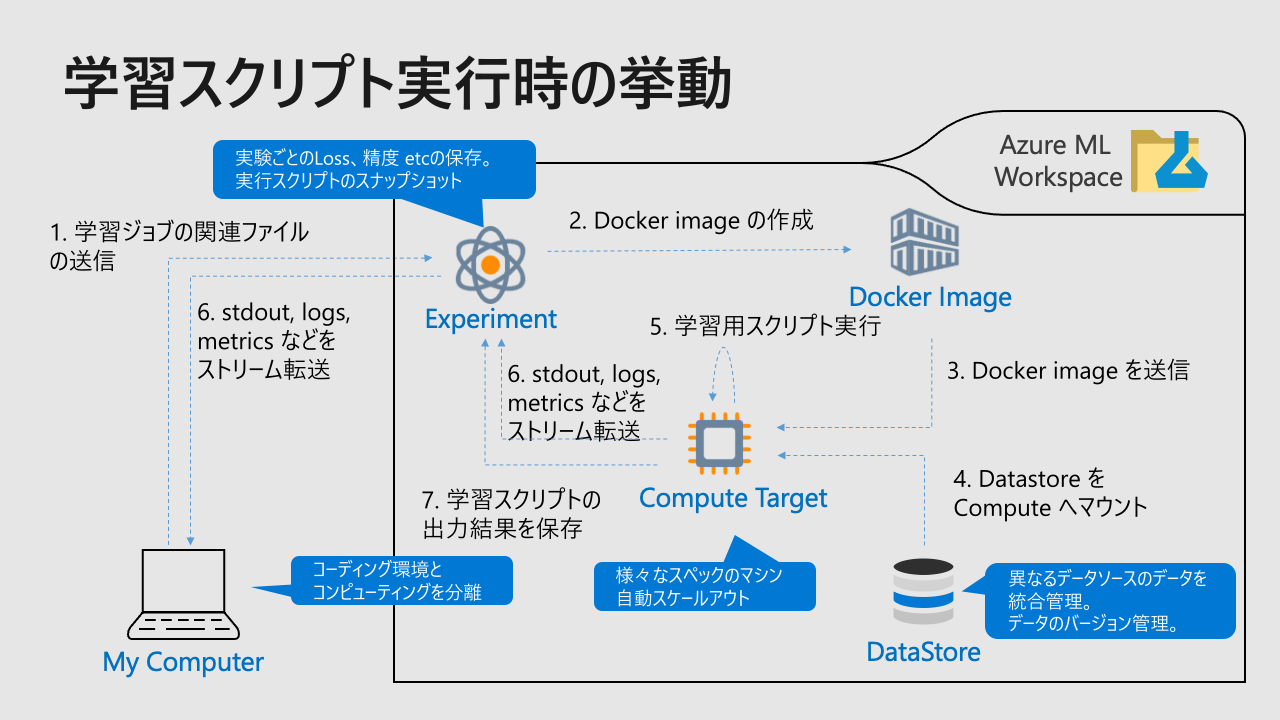 学習スクリプト実行時の挙動
Azure ML
Workspace
実験ごとのLoss、精度 etcの保存。
実行スクリプトのスナップショット
1. 学習ジョブの関連ファイル
の送信
2. Docker image の作成
Experiment
Docker Image
6. stdout, logs,
metrics などを
ストリーム転送
5. 学習用スクリプト実行
6. stdout, logs,
metrics などを
ストリーム転送
3. Docker image を送信
7. 学習スクリプトの
出力結果を保存
Compute Target
4. Datastore を
Compute へマウント
コーディング環境と
コンピューティングを分離
様々なスペックのマシン
自動スケールアウト
異なるデータソースのデータを
統合管理。
データのバージョン管理。
My Computer
DataStore